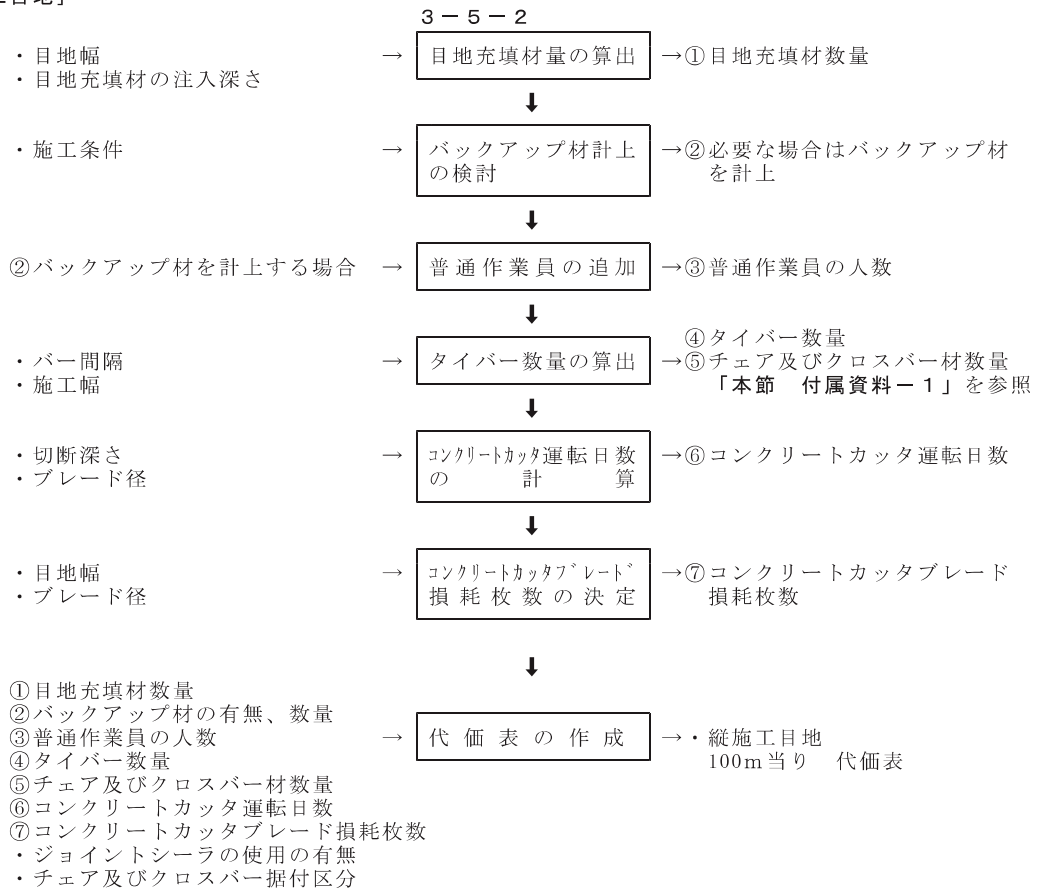 3－5－2
・目地幅 → 目地充填材量の算出 →①目地充填材数量
・目地充填材の注入深さ
⬇
・施工条件 → バックアップ材計上 →②必要な場合はバックアップ材
の検討 を計上
⬇
②バックアップ材を計上する場合 → 普通作業員の追加 →③普通作業員の人数
⬇
④タイバー数量
・バー間隔 → タイバー数量の算出 →⑤チェア及びクロスバー材数量
・施工幅 「本節　付属資料－１」を参照
⬇
・切断深さ → ｺﾝｸﾘｰﾄｶｯﾀ運転日数 →⑥コンクリートカッタ運転日数
・ブレード径 の計算
⬇
・目地幅 → ｺﾝｸﾘｰﾄｶｯﾀﾌﾞﾚｰﾄﾞ →⑦コンクリートカッタブレード
・ブレード径 損耗枚数の決定 損耗枚数
⬇
①目地充填材数量
②バックアップ材の有無、数量
③普通作業員の人数 → 代価表の作成 →・縦施工目地
④タイバー数量 100m当り　代価表
⑤チェア及びクロスバー材数量
⑥コンクリートカッタ運転日数
⑦コンクリートカッタブレード損耗枚数
・ジョイントシーラの使用の有無
・チェア及びクロスバー据付区分